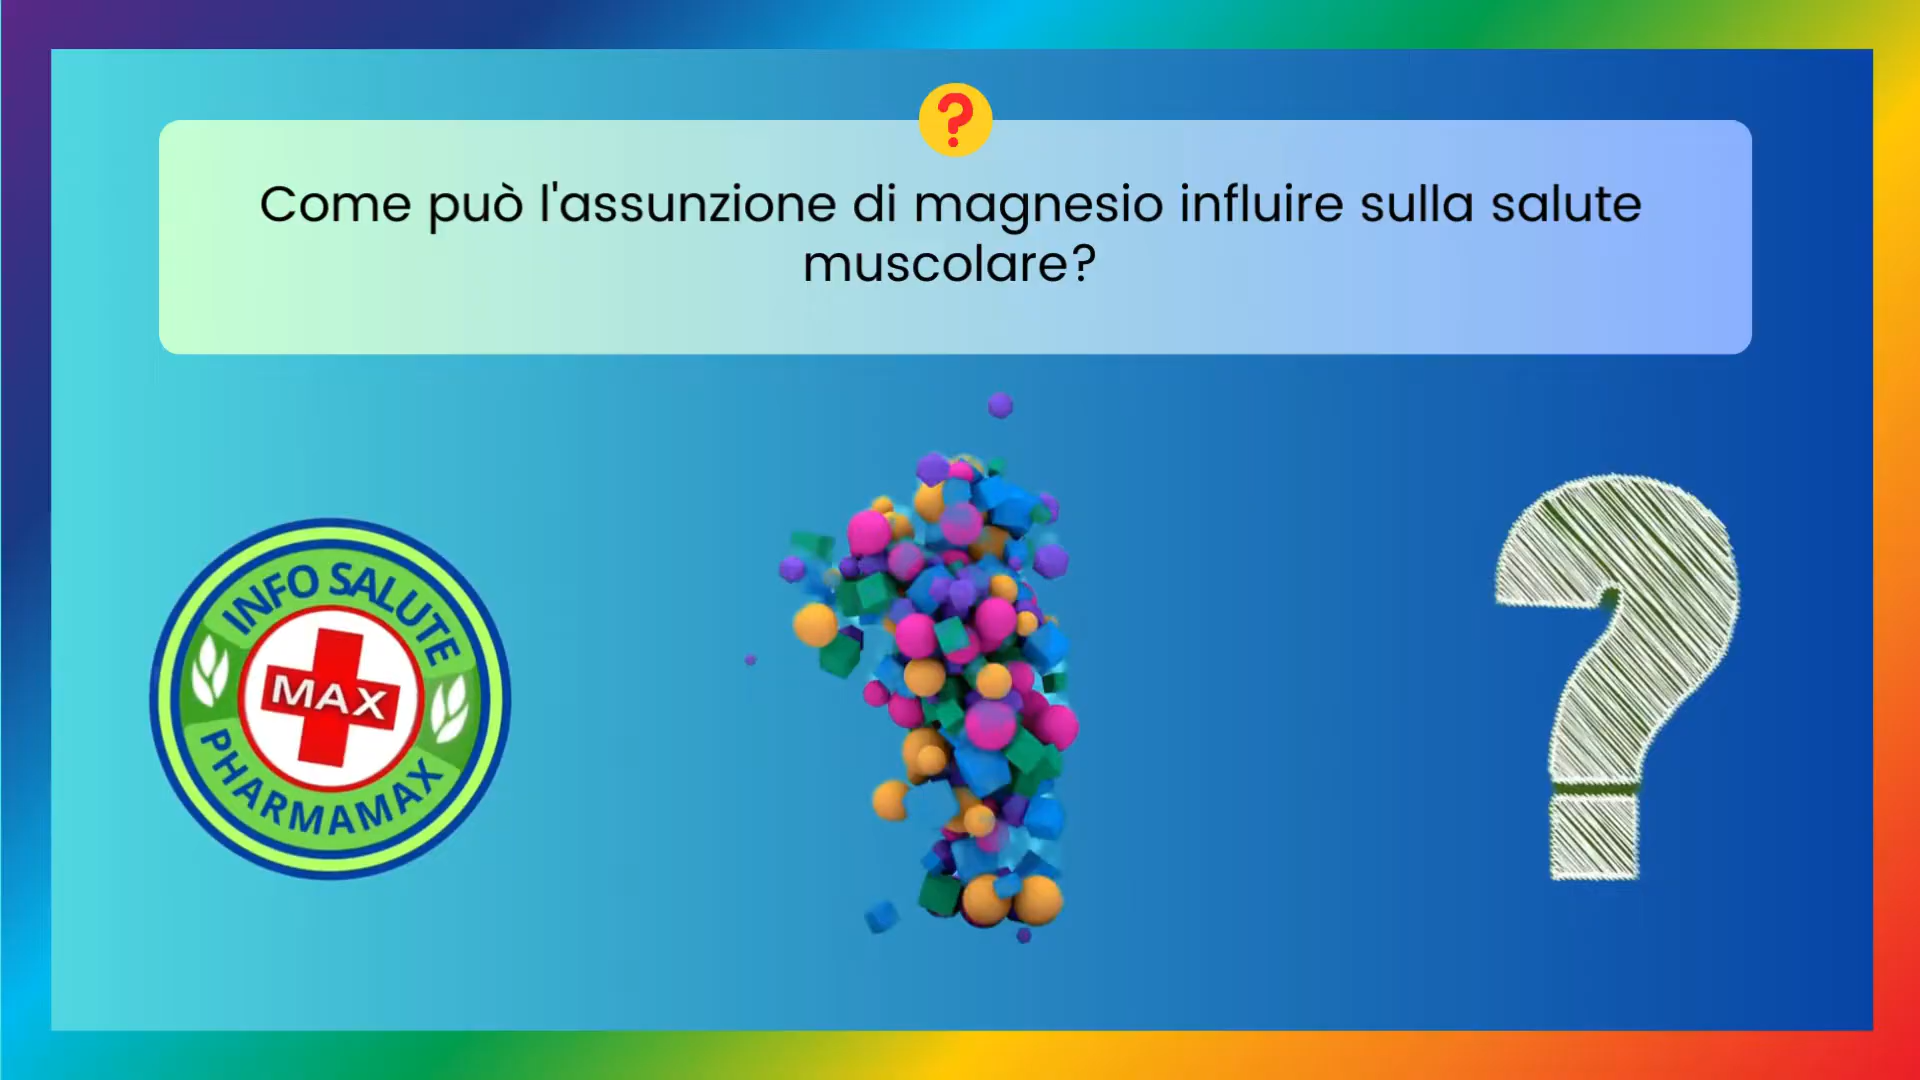 Come può l'assunzione di magnesio influire sulla salute
muscolare?
INFO SALUTE
MAX
PHARMAMAX